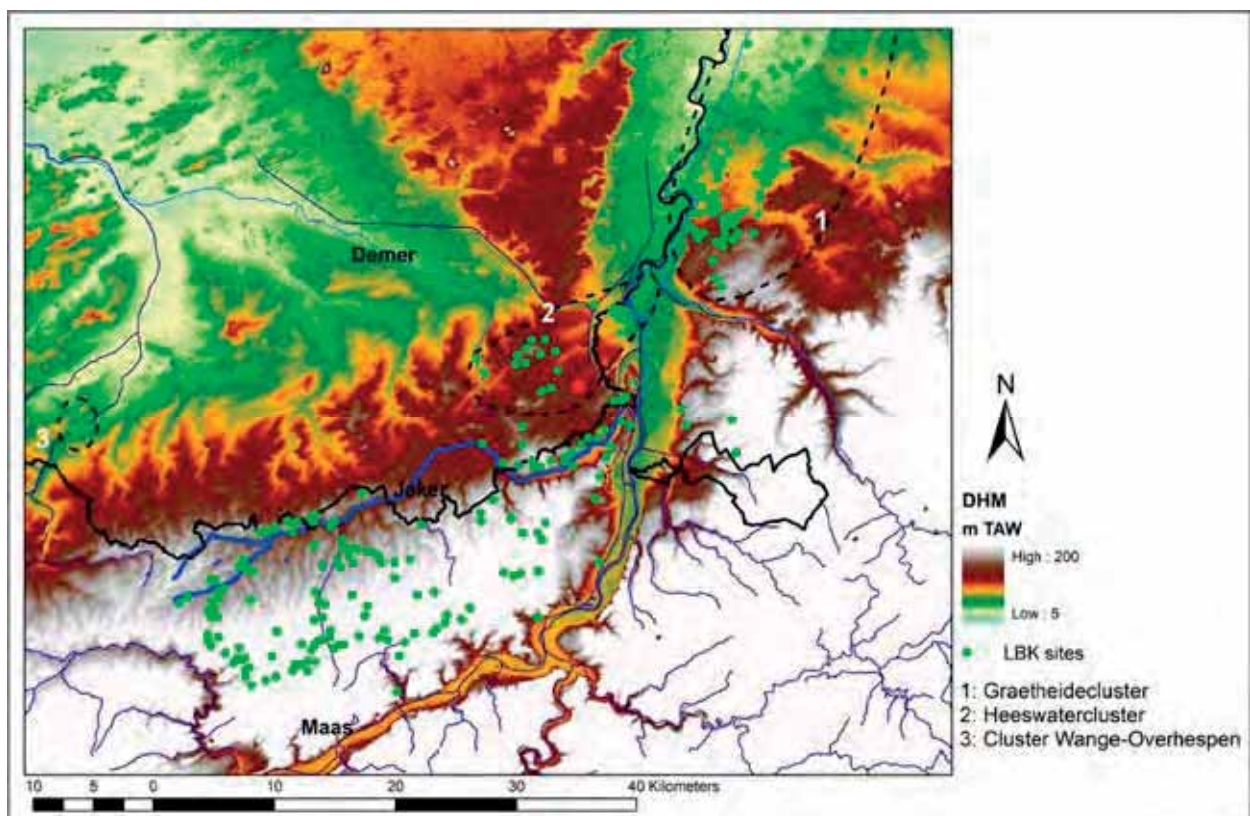 1
Demer
2
3
Jeker
Maas
N
DHM
m TAW
High : 200
Low : 5
LBK sites
1: Graetheidecluster
2: Heeswatercluster
3: Cluster Wange-Overhespen
10 5 0 10 20 30 40 Kilometers